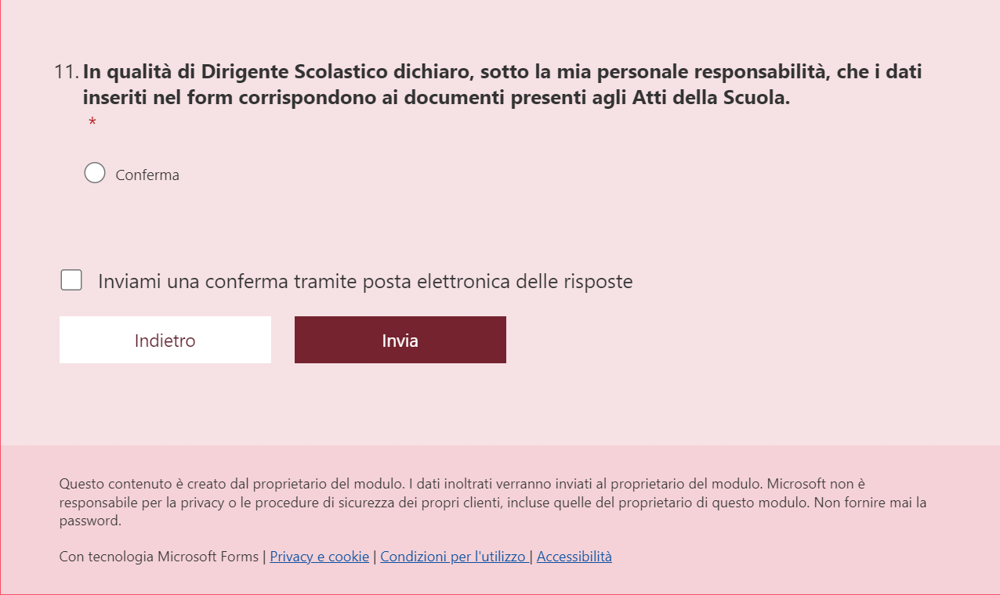 11. In qualità di Dirigente Scolastico dichiaro, sotto la mia personale responsabilità, che i dati
inseriti nel form corrispondono ai documenti presenti agli Atti della Scuola.
*
Conferma
Inviami una conferma tramite posta elettronica delle risposte
Indietro
Invia
Questo contenuto è creato dal proprietario del modulo. I dati inoltrati verranno inviati al proprietario del modulo. Microsoft non è
responsabile per la privacy o le procedure di sicurezza dei propri clienti, incluse quelle del proprietario di questo modulo. Non fornire mai la
password.
Con tecnologia Microsoft Forms | Privacy e cookie | Condizioni per l'utilizzo | Accessibilità